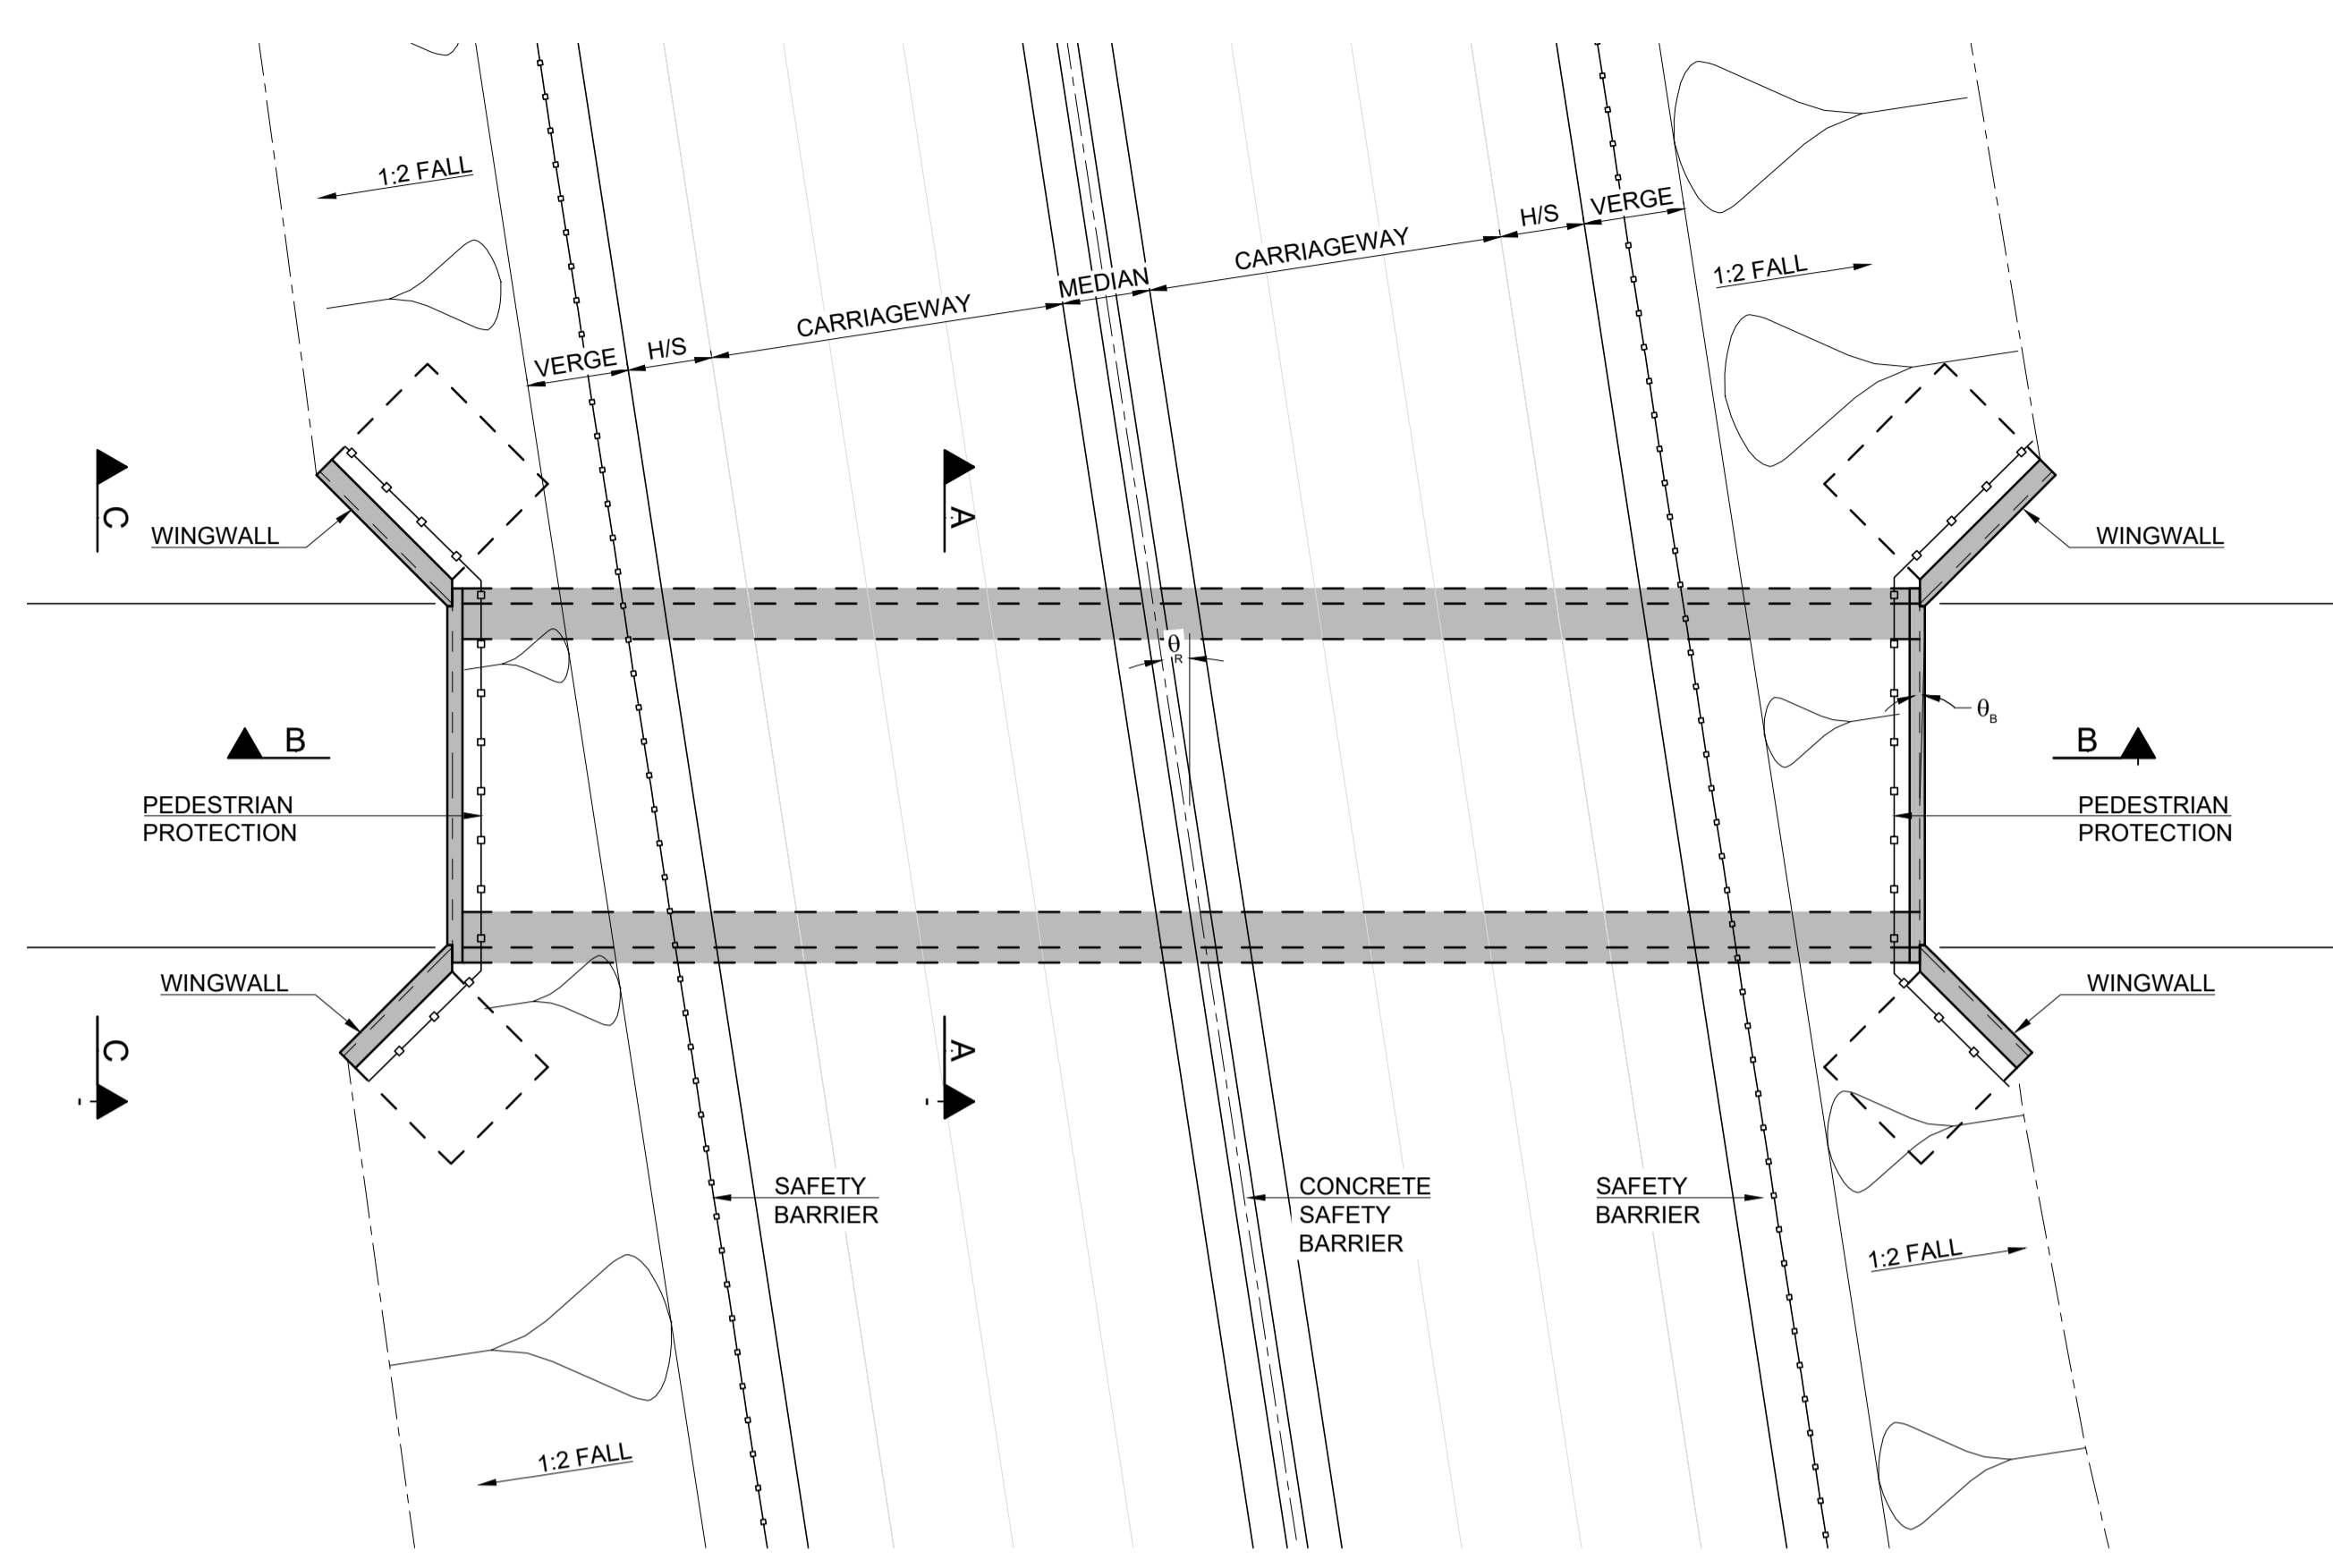 1:2 FALL
VERGE
H/S
CARRIAGEWAY
MEDIAN
CARRIAGEWAY
H/S
VERGE
1:2 FALL
C
A
WINGWALL
WINGWALL
θR
θB
B
B
PEDESTRIAN
PROTECTION
PEDESTRIAN
PROTECTION
WINGWALL
WINGWALL
C
A
-
-
SAFETY
BARRIER
CONCRETE
SAFETY
BARRIER
SAFETY
BARRIER
1:2 FALL
1:2 FALL